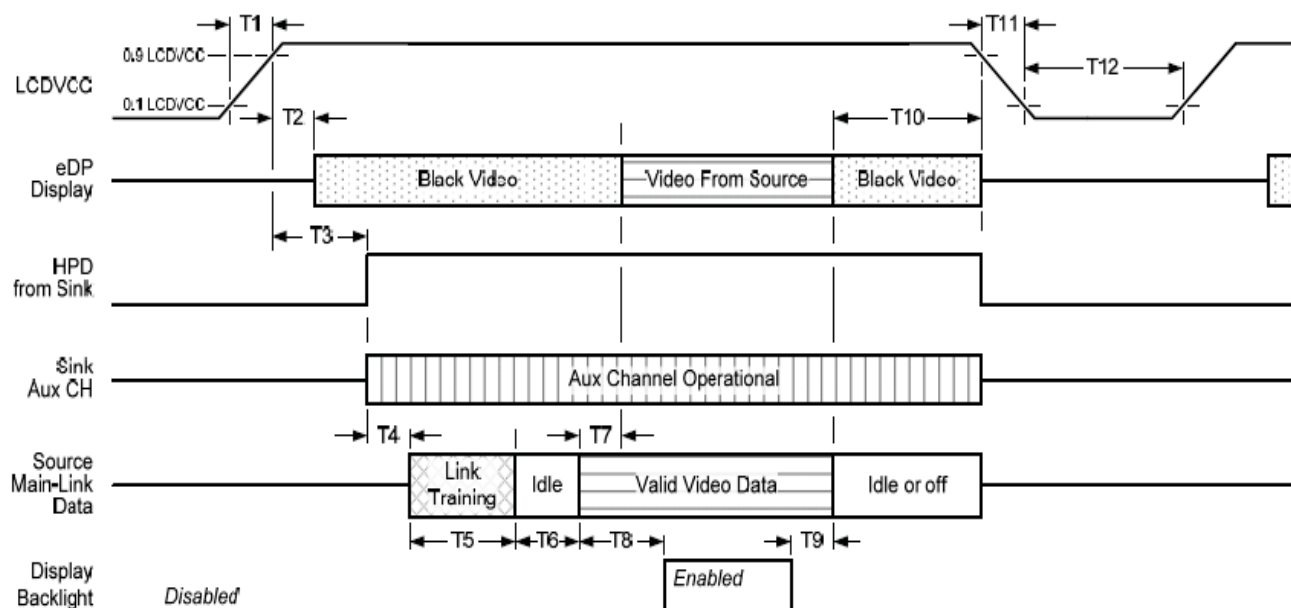 T1
T11
0.9 LCDVCC
LCDVCC
T12
0.1 LCDVCC
T2
T10
eDP
Display
Black Video
Video From Source
Black Video
T3
HPD
from Sink
Sink
Aux CH
Aux Channel Operational
T4
T7
Source
Main-Link
Data
Link
Training
Idle
Valid Video Data
Idle or off
T5
T6
T8
T9
Display
Backlight
Disabled
Enabled